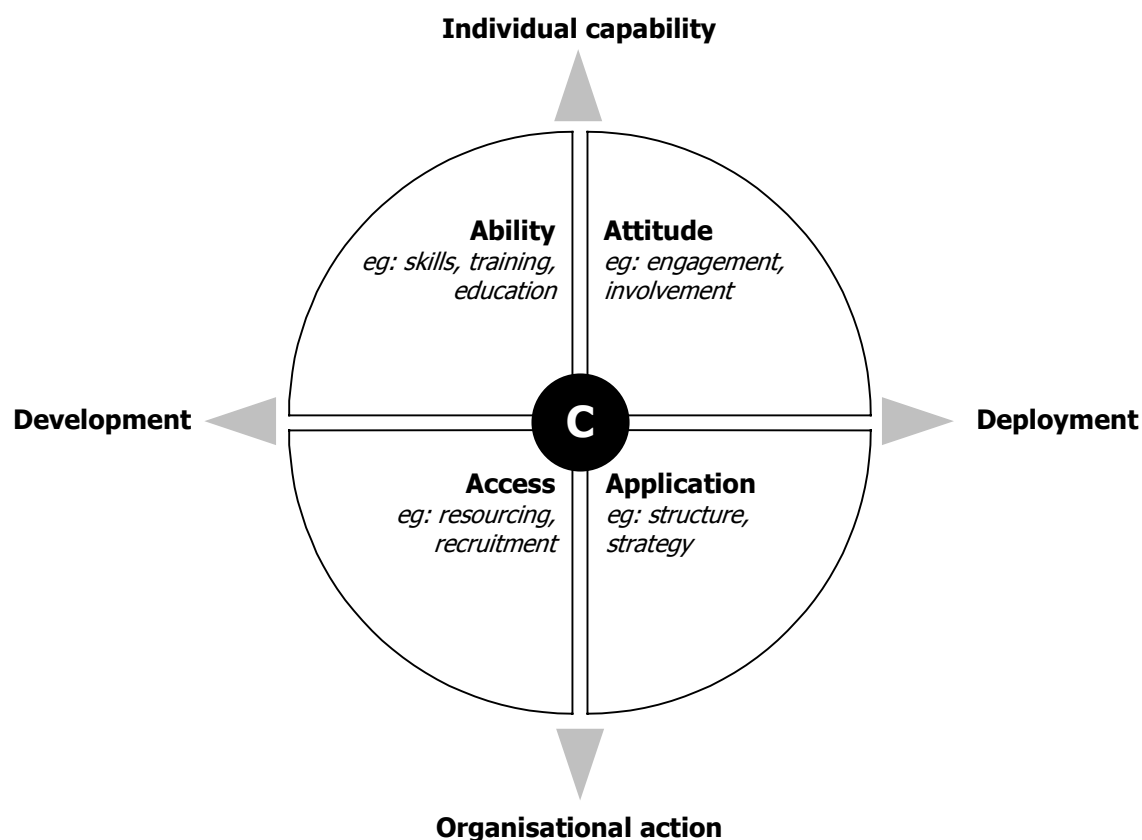 Individual capability
Ability
eg: skills, training,
education
Attitude
eg: engagement,
involvement
Development
C
Deployment
Access
eg: resourcing,
recruitment
Application
eg: structure,
strategy
Organisational action